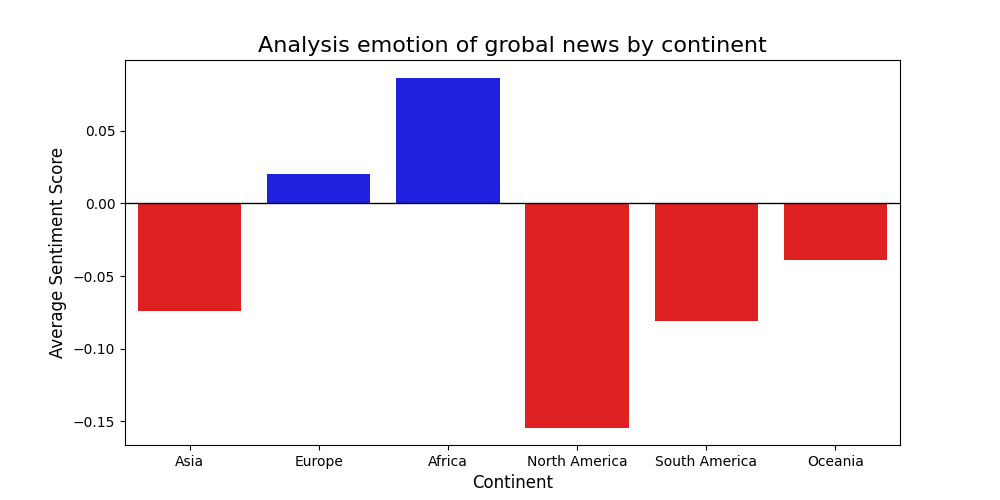 Analysis emotion of grobal news by continent
Average Sentiment Score
0.05
0.00
−0.05
−0.10
−0.15
Asia Europe Africa North America South America Oceania
Continent